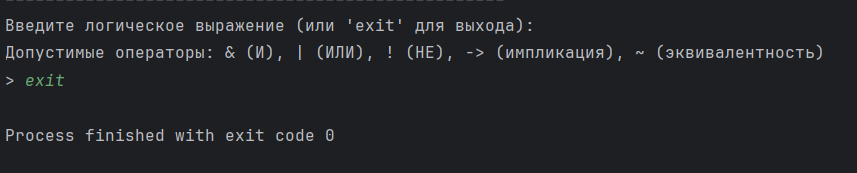 Введите логическое выражение (или 'exit' для выхода):
Допустимые операторы: & (И), | (ИЛИ), ! (НЕ), -> (импликация), ~ (эквивалентность)
> exit
Process finished with exit code 0